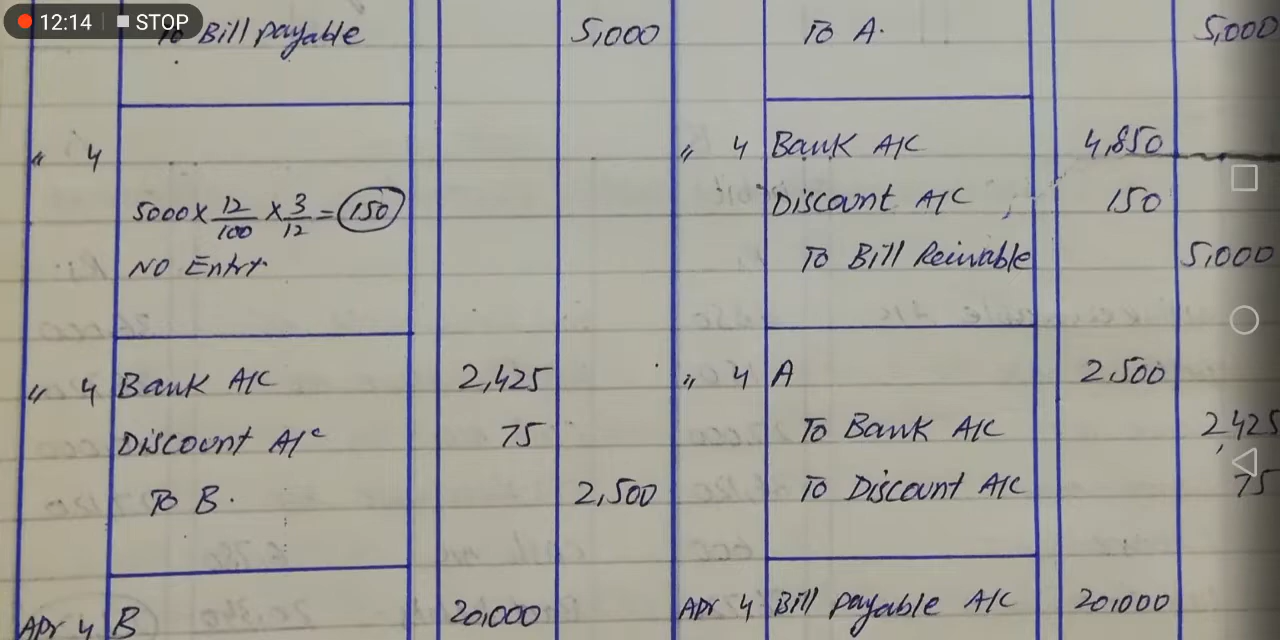 12:14 STOP
To Bill payable 5,000 To A. 5,000
" 4 " 4 Bank A/C 4,850
5000 × 12/100 × 3/12 = 150 Discount A/C 150
NO Entry. To Bill Reivable 5,000
" 4 Bank A/C 2,425 " 4 A 2.500
Discount A/C 75 To Bank A/C 2,425
To B. 2,500 To Discount A/C 75
Apr 4 B 20,000 Apr 4 Bill payable A/C 20,000